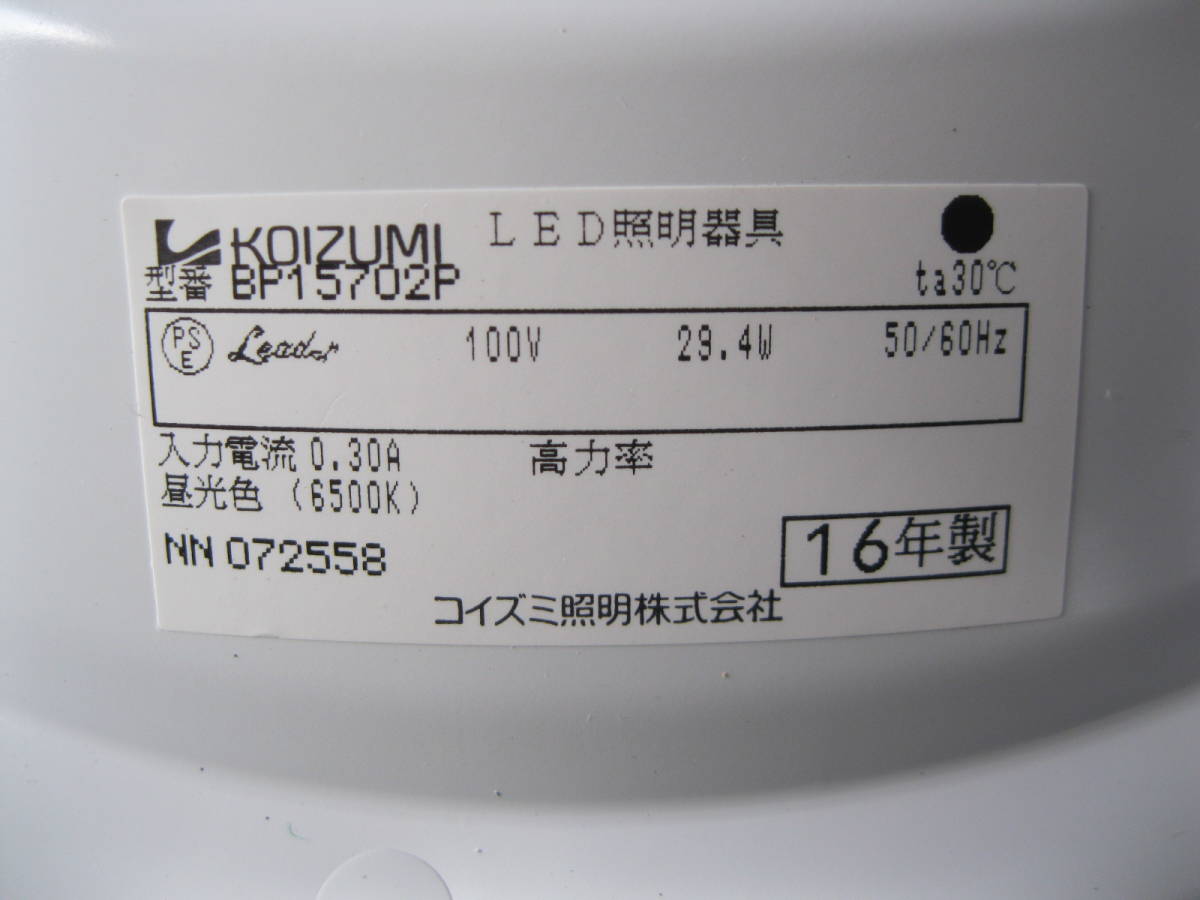 KOIZUMI LED照明器具
型番 BP15702P ta30℃
PSE Leader 100V 29.4W 50/60Hz
入力電流 0.30A 高力率
昼光色 (6500K)
NN 072558 16年製
コイズミ照明株式会社